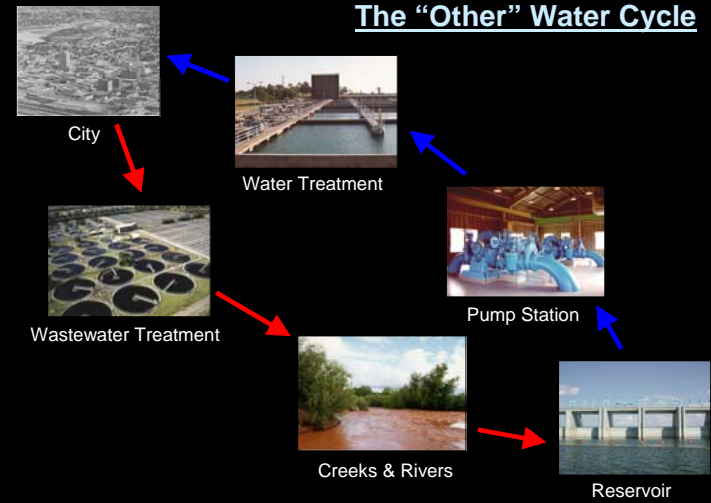 The “Other” Water Cycle
City
Water Treatment
Pump Station
Wastewater Treatment
Creeks & Rivers
Reservoir